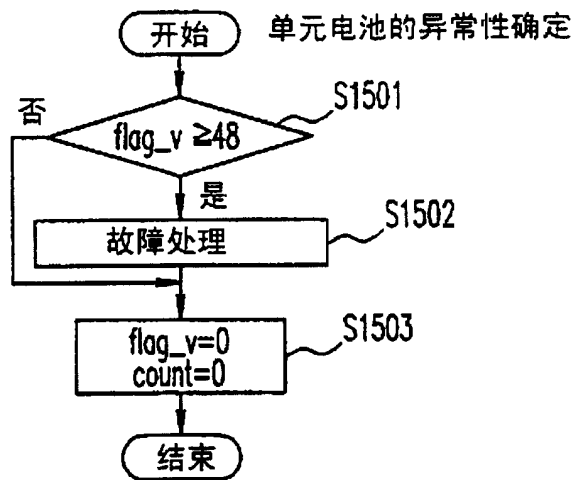 开始
单元电池的异常性确定
否
S1501
flag_v ≥48
是
S1502
故障处理
S1503
flag_v=0
count=0
结束